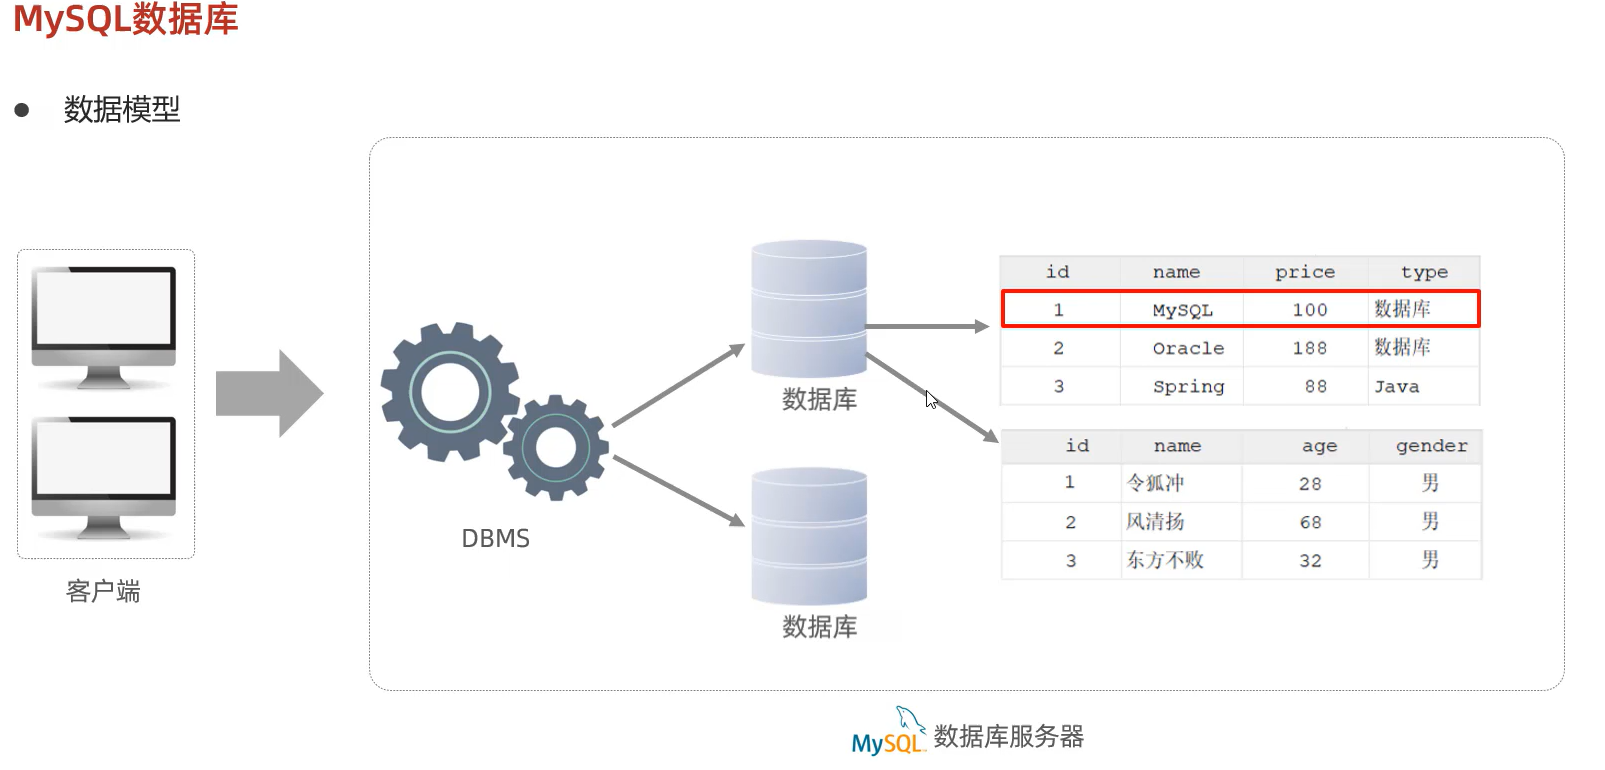 MySQL数据库
● 数据模型
客户端
DBMS
数据库
数据库
id name price type
1 MySQL 100 数据库
2 Oracle 188 数据库
3 Spring 88 Java
id name age gender
1 令狐冲 28 男
2 风清扬 68 男
3 东方不败 32 男
MySQL 数据库服务器